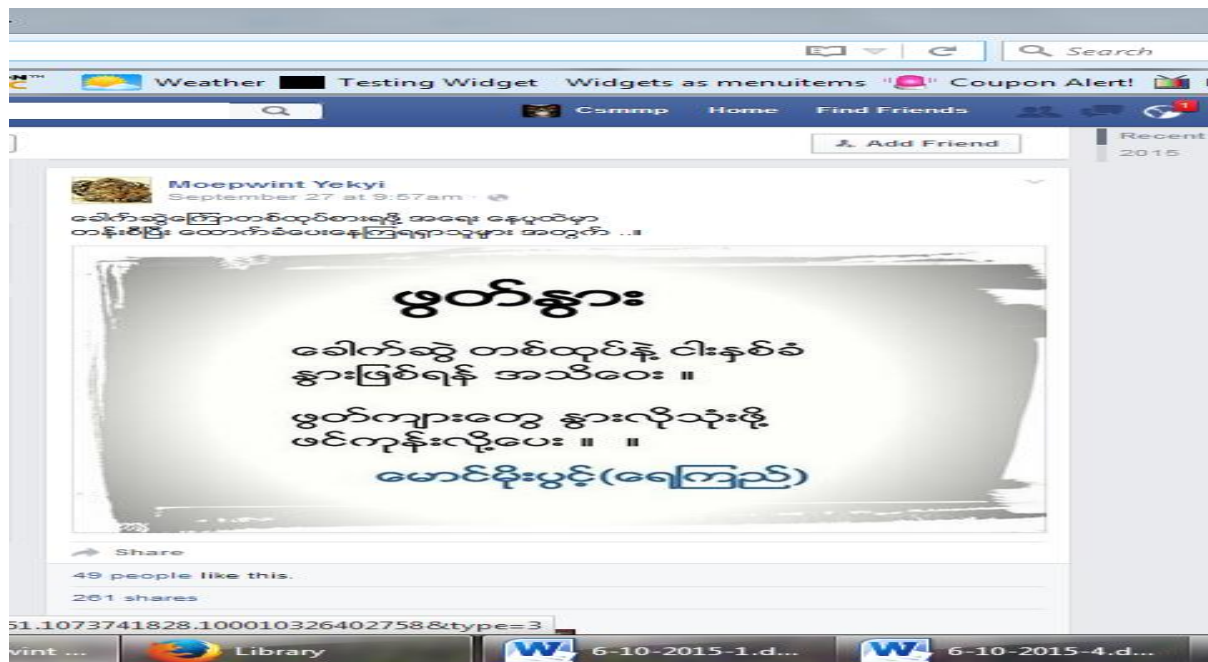 Search
Weather Testing Widget Widgets as menuitems Coupon Alert!
Csmmp Home Find Friends 1
Add Friend
Recent
2015
Moepwint Yekyi
September 27 at 9:57am
ခေါက်ဆွဲကြော်တစ်ထုပ်စားရဖို့ အရေး နေပူထဲမှာ
တန်းစီပြီး ထောက်ခံပေးနေကြရရှာသူများ အတွက် ..။
ဖွတ်နွား
ခေါက်ဆွဲ တစ်ထုပ်နဲ့ ငါးနှစ်ခံ
နွားဖြစ်ရန် အသိဝေး ။
ဖွတ်ကျားတွေ နွားလိုသုံးဖို့
ဖင်ကုန်းလို့ပေး ။ ။
မောင်မိုးပွင့်(ရေကြည်)
Share
49 people like this.
261 shares
51.1073741828.100010326402758&type=3
vint ... Library 6-10-2015-1.d... 6-10-2015-4.d...